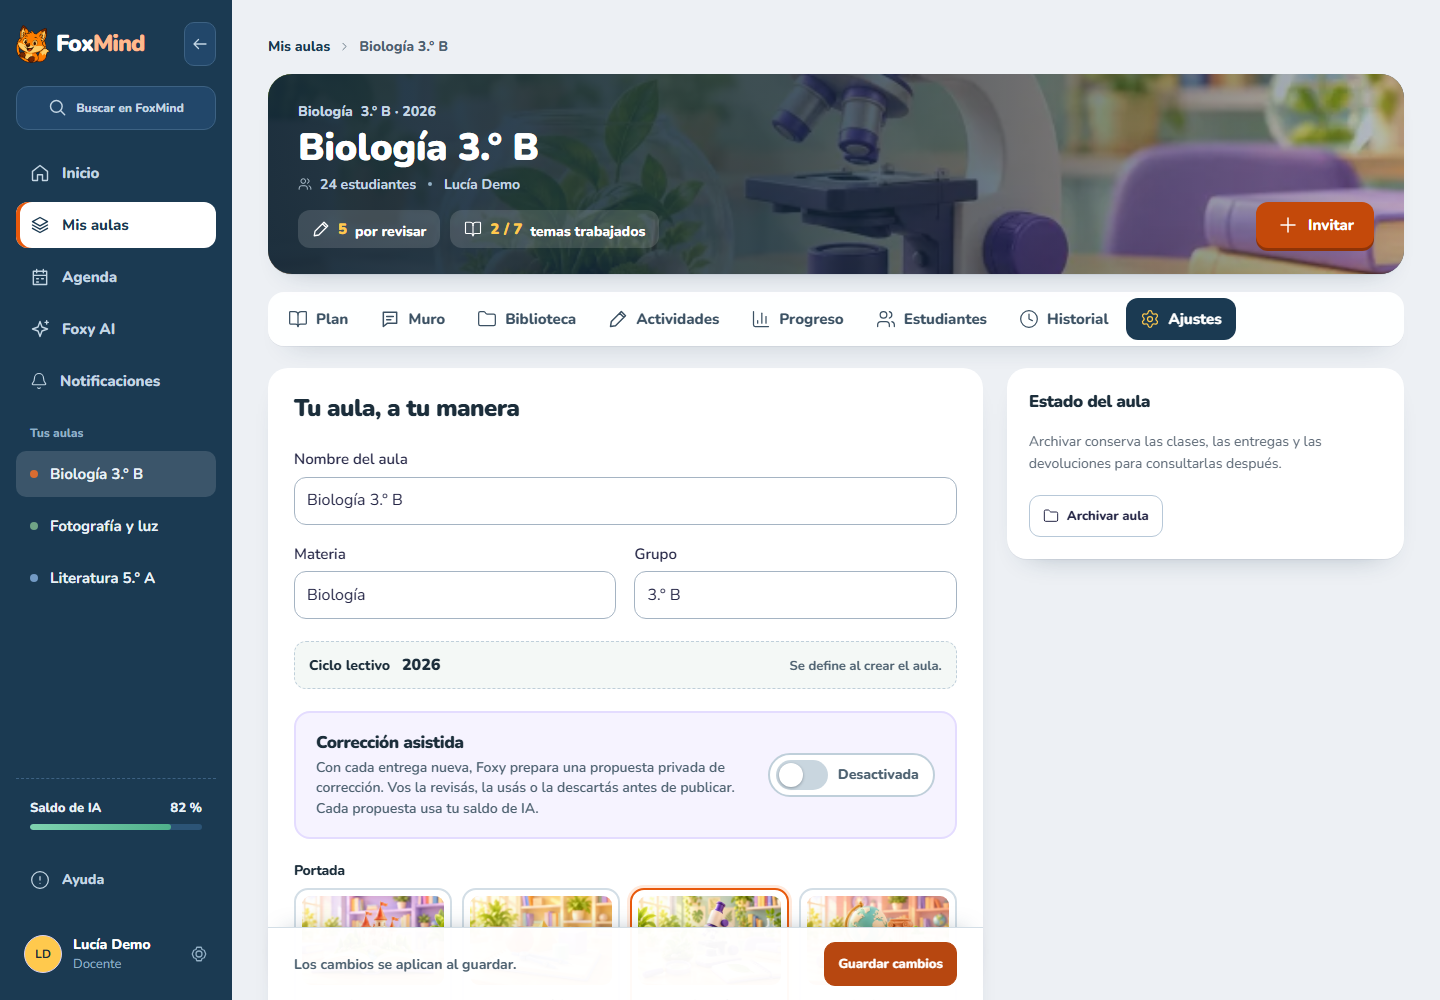 FoxMind
Buscar en FoxMind
Inicio
Mis aulas
Agenda
Foxy AI
Notificaciones
Tus aulas
Biología 3.° B
Fotografía y luz
Literatura 5.° A
Saldo de IA 82 %
Ayuda
LD
Lucía Demo
Docente
Mis aulas > Biología 3.° B
Biología 3.° B · 2026
Biología 3.° B
24 estudiantes • Lucía Demo
5 por revisar
2 / 7 temas trabajados
Invitar
Plan
Muro
Biblioteca
Actividades
Progreso
Estudiantes
Historial
Ajustes
Tu aula, a tu manera
Nombre del aula
Biología 3.° B
Materia
Biología
Grupo
3.° B
Ciclo lectivo 2026
Se define al crear el aula.
Corrección asistida
Con cada entrega nueva, Foxy prepara una propuesta privada de
corrección. Vos la revisás, la usás o la descartás antes de publicar.
Cada propuesta usa tu saldo de IA.
Desactivada
Portada
Los cambios se aplican al guardar.
Guardar cambios
Estado del aula
Archivar conserva las clases, las entregas y las
devoluciones para consultarlas después.
Archivar aula